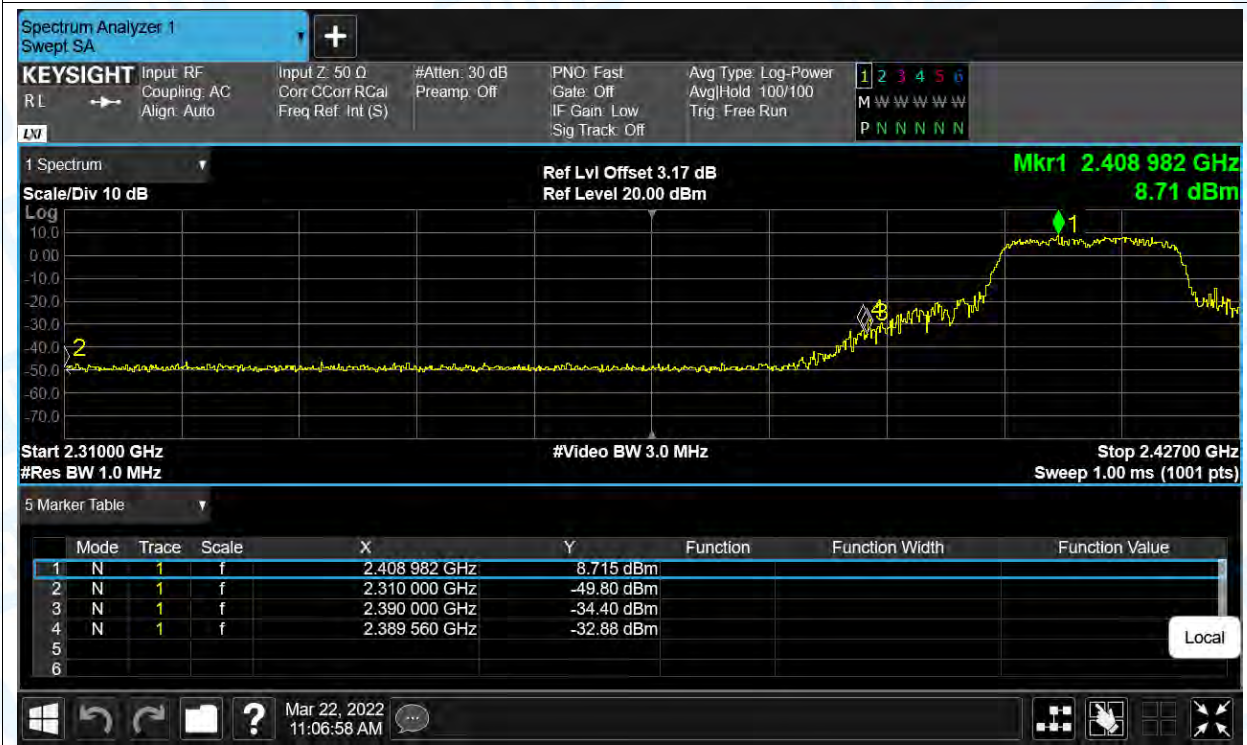 Spectrum Analyzer 1
Swept SA
+
KEYSIGHT Input: RF Input Z: 50 Ω #Atten: 30 dB PNO: Fast Avg Type: Log-Power 1 2 3 4 5 6
R L Coupling: AC Corr CCorr RCal Preamp: Off Gate: Off Avg|Hold: 100/100 M W W W W W
Align: Auto Freq Ref: Int (S) IF Gain: Low Trig: Free Run P N N N N N
LXI Sig Track: Off
1 Spectrum
Ref Lvl Offset 3.17 dB Mkr1 2.408 982 GHz
Scale/Div 10 dB Ref Level 20.00 dBm 8.71 dBm
Log
10.0
0.00
-10.0
-20.0
-30.0
-40.0
-50.0
-60.0
-70.0
1
2
Start 2.31000 GHz #Video BW 3.0 MHz Stop 2.42700 GHz
#Res BW 1.0 MHz Sweep 1.00 ms (1001 pts)
5 Marker Table
Mode Trace Scale X Y Function Function Width Function Value
1 N 1 f 2.408 982 GHz 8.715 dBm
2 N 1 f 2.310 000 GHz -49.80 dBm
3 N 1 f 2.390 000 GHz -34.40 dBm
4 N 1 f 2.389 560 GHz -32.88 dBm
5
6
Local
?
Mar 22, 2022
11:06:58 AM